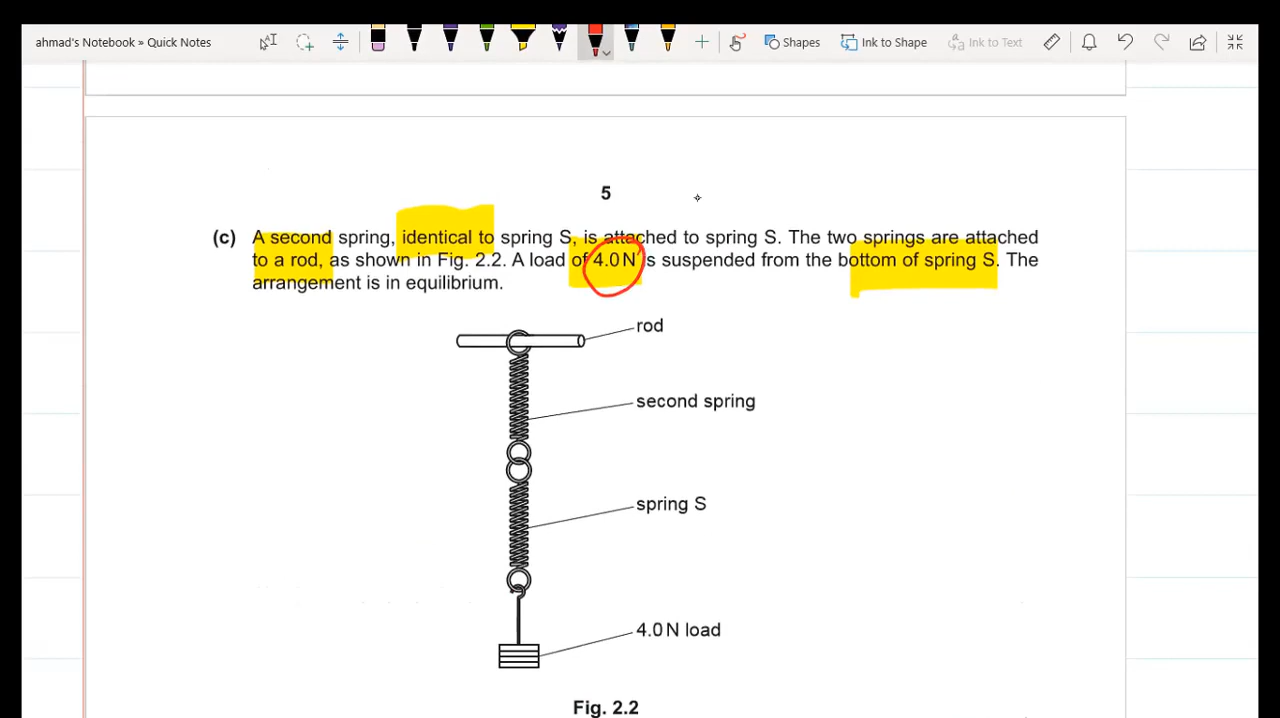 ahmad's Notebook » Quick Notes
Shapes
Ink to Shape
Ink to Text
5
(c) A second spring, identical to spring S, is attached to spring S. The two springs are attached
to a rod, as shown in Fig. 2.2. A load of 4.0 N is suspended from the bottom of spring S. The
arrangement is in equilibrium.
rod
second spring
spring S
4.0 N load
Fig. 2.2